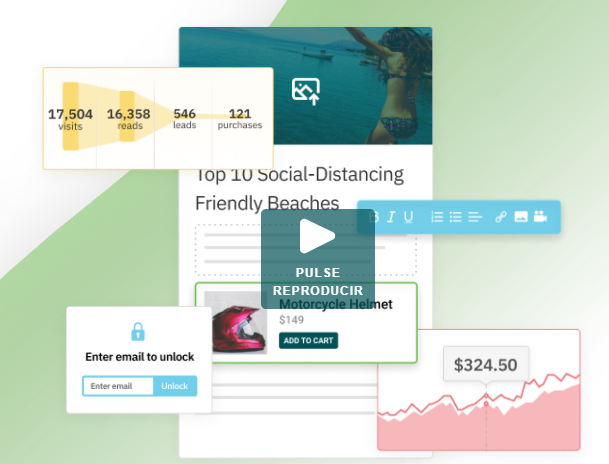 17,504
visits
16,358
reads
546
leads
121
purchases
Top 10 Social-Distancing
Friendly Beaches
B I U
PULSE
REPRODUCIR
Motorcycle Helmet
$149
ADD TO CART
Enter email to unlock
Enter email
Unlock
$324.50